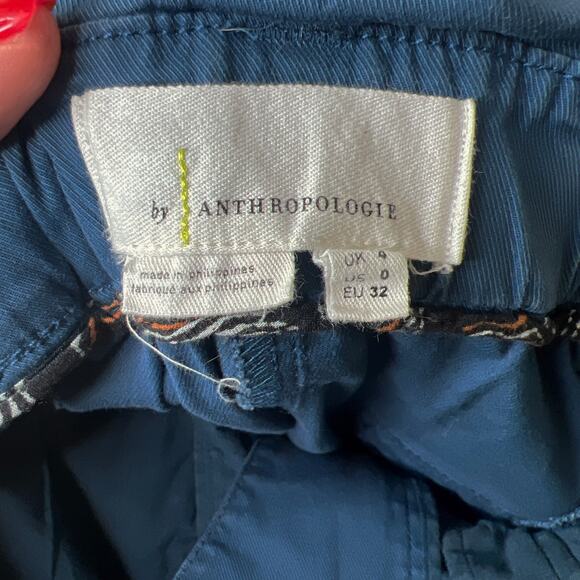 by ANTHROPOLOGIE
made in philippines
fabriqué aux philippines
UK 4
US 0
EU 32